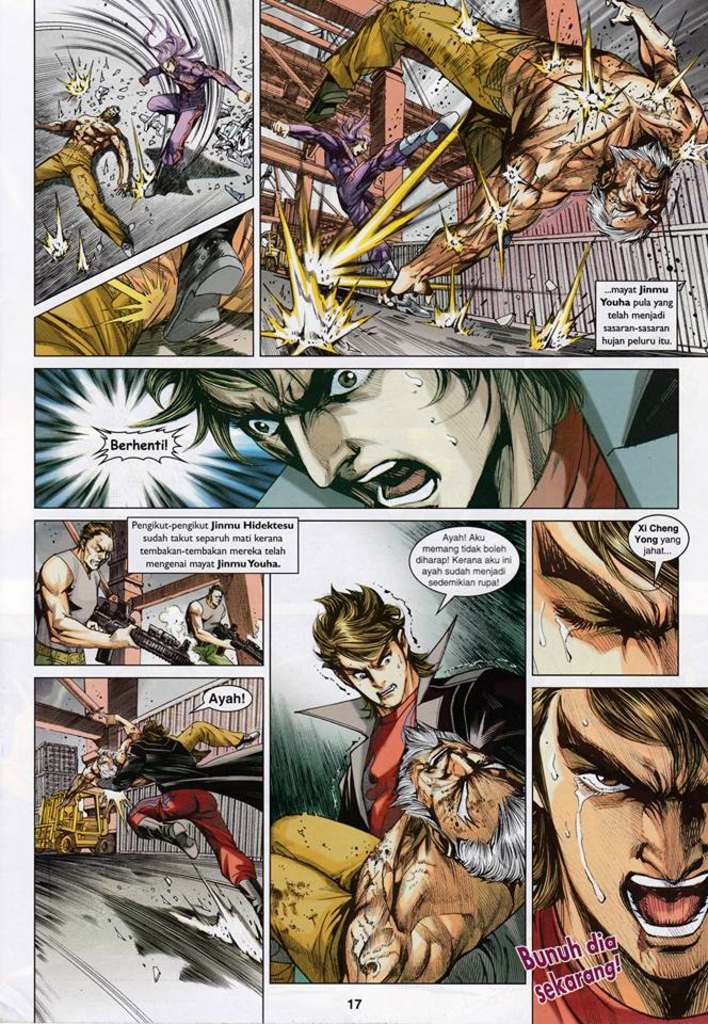 ...mayat Jinmu
Youha pula yang
telah menjadi
sasaran-sasaran
hujan peluru itu.
Berhenti!
Pengikut-pengikut Jinmu Hidektesu
sudah takut separuh mati kerana
tembakan-tembakan mereka telah
mengenai mayat Jinmu Youha.
Ayah! Aku
memang tidak boleh
diharap! Kerana aku
ayah sudah menjadi
sedemikian rupa!
Xi Cheng
Yong yang
jahat...
Ayah!
Bunuh dia
sekarang!
17